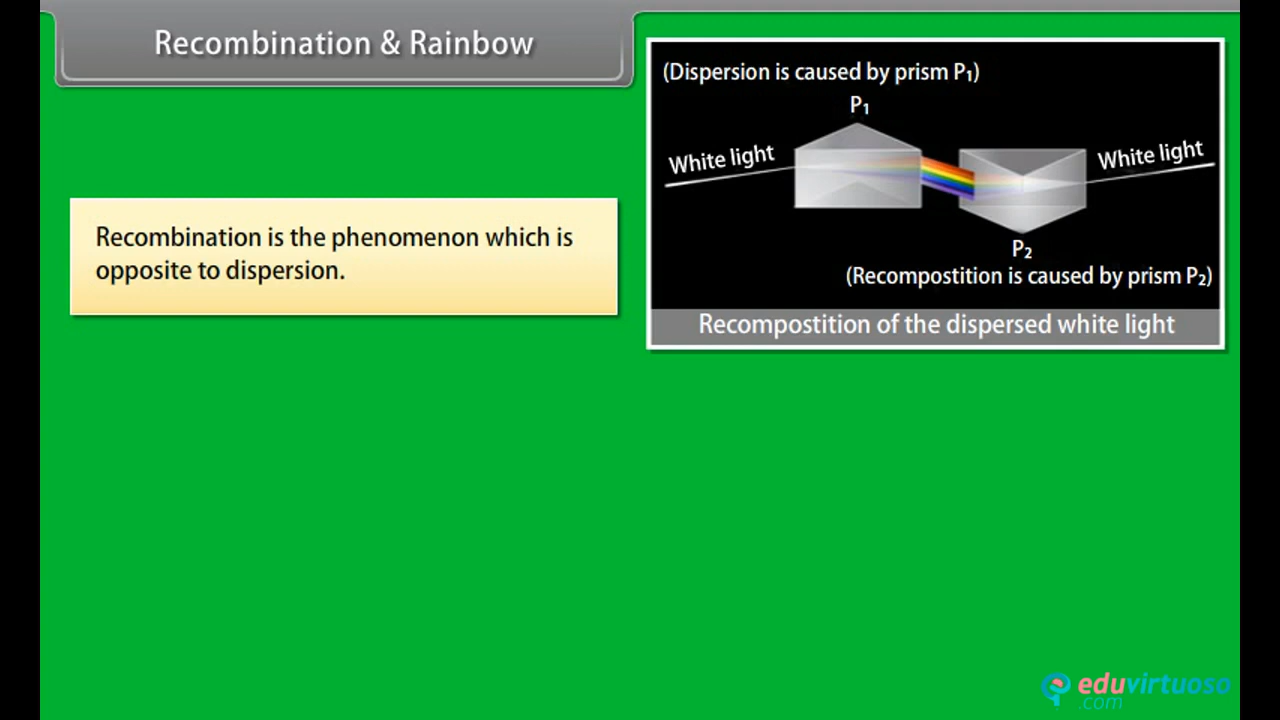 Recombination & Rainbow
(Dispersion is caused by prism P₁)
P₁
White light
White light
P₂
(Recompostition is caused by prism P₂)
Recompostition of the dispersed white light
Recombination is the phenomenon which is
opposite to dispersion.
eduvirtuoso
.com